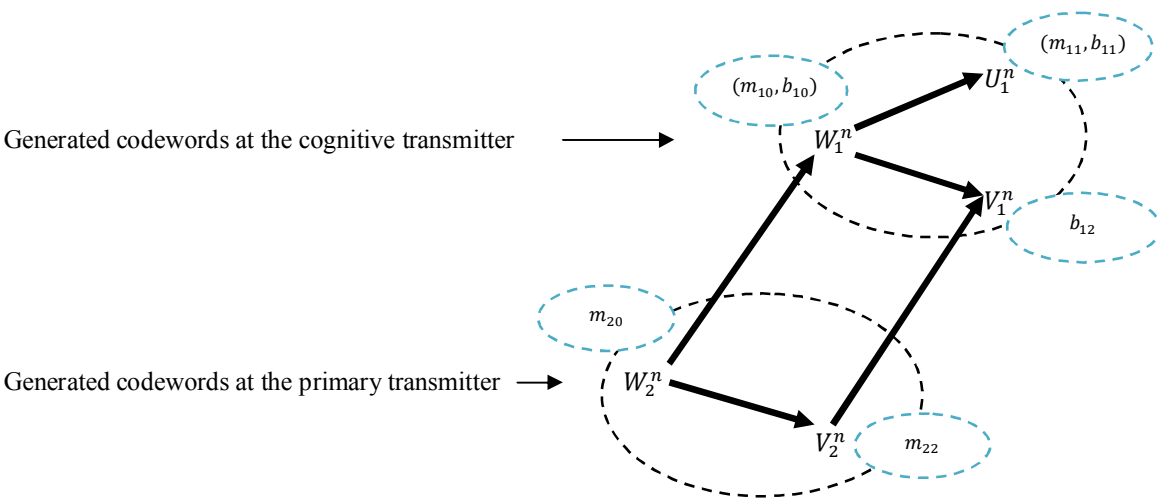 (m₁₁, b₁₁)
(m₁₀, b₁₀)
U₁ⁿ
Generated codewords at the cognitive transmitter
W₁ⁿ
V₁ⁿ
b₁₂
m₂₀
Generated codewords at the primary transmitter
W₂ⁿ
V₂ⁿ
m₂₂